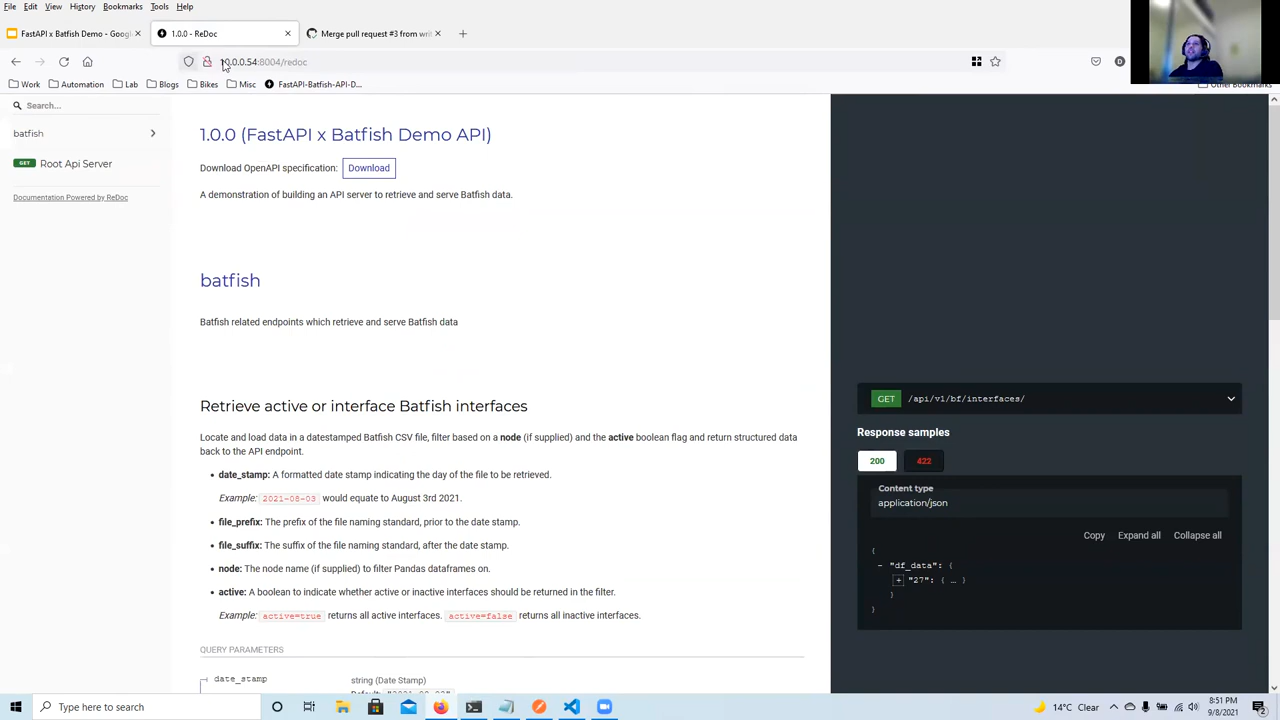 File Edit View History Bookmarks Tools Help
FastAPI x Batfish Demo - Goog
1.0.0 - ReDoc
Merge pull request #3 from wri
10.0.0.54:8004/redoc
Work Automation Lab Blogs Bikes Misc FastAPI-Batfish-API-D... Other Bookmarks
Search...
batfish
GET Root Api Server
Documentation Powered by ReDoc
1.0.0 (FastAPI x Batfish Demo API)
Download OpenAPI specification: Download
A demonstration of building an API server to retrieve and serve Batfish data.
batfish
Batfish related endpoints which retrieve and serve Batfish data
Retrieve active or interface Batfish interfaces
Locate and load data in a datestamped Batfish CSV file, filter based on a node (if supplied) and the active boolean flag and return structured data
back to the API endpoint.
• date_stamp: A formatted date stamp indicating the day of the file to be retrieved.
Example: 2021-08-03 would equate to August 3rd 2021.
• file_prefix: The prefix of the file naming standard, prior to the date stamp.
• file_suffix: The suffix of the file naming standard, after the date stamp.
• node: The node name (if supplied) to filter Pandas dataframes on.
• active: A boolean to indicate whether active or inactive interfaces should be returned in the filter.
Example: active=true returns all active interfaces. active=false returns all inactive interfaces.
QUERY PARAMETERS
date_stamp
string (Date Stamp)
GET /api/v1/bf/interfaces/
Response samples
200 422
Content type
application/json
Copy Expand all Collapse all
{
- "df_data": {
+ "27": { … }
}
}
Type here to search
14°C Clear
8:51 PM
9/8/2021
2